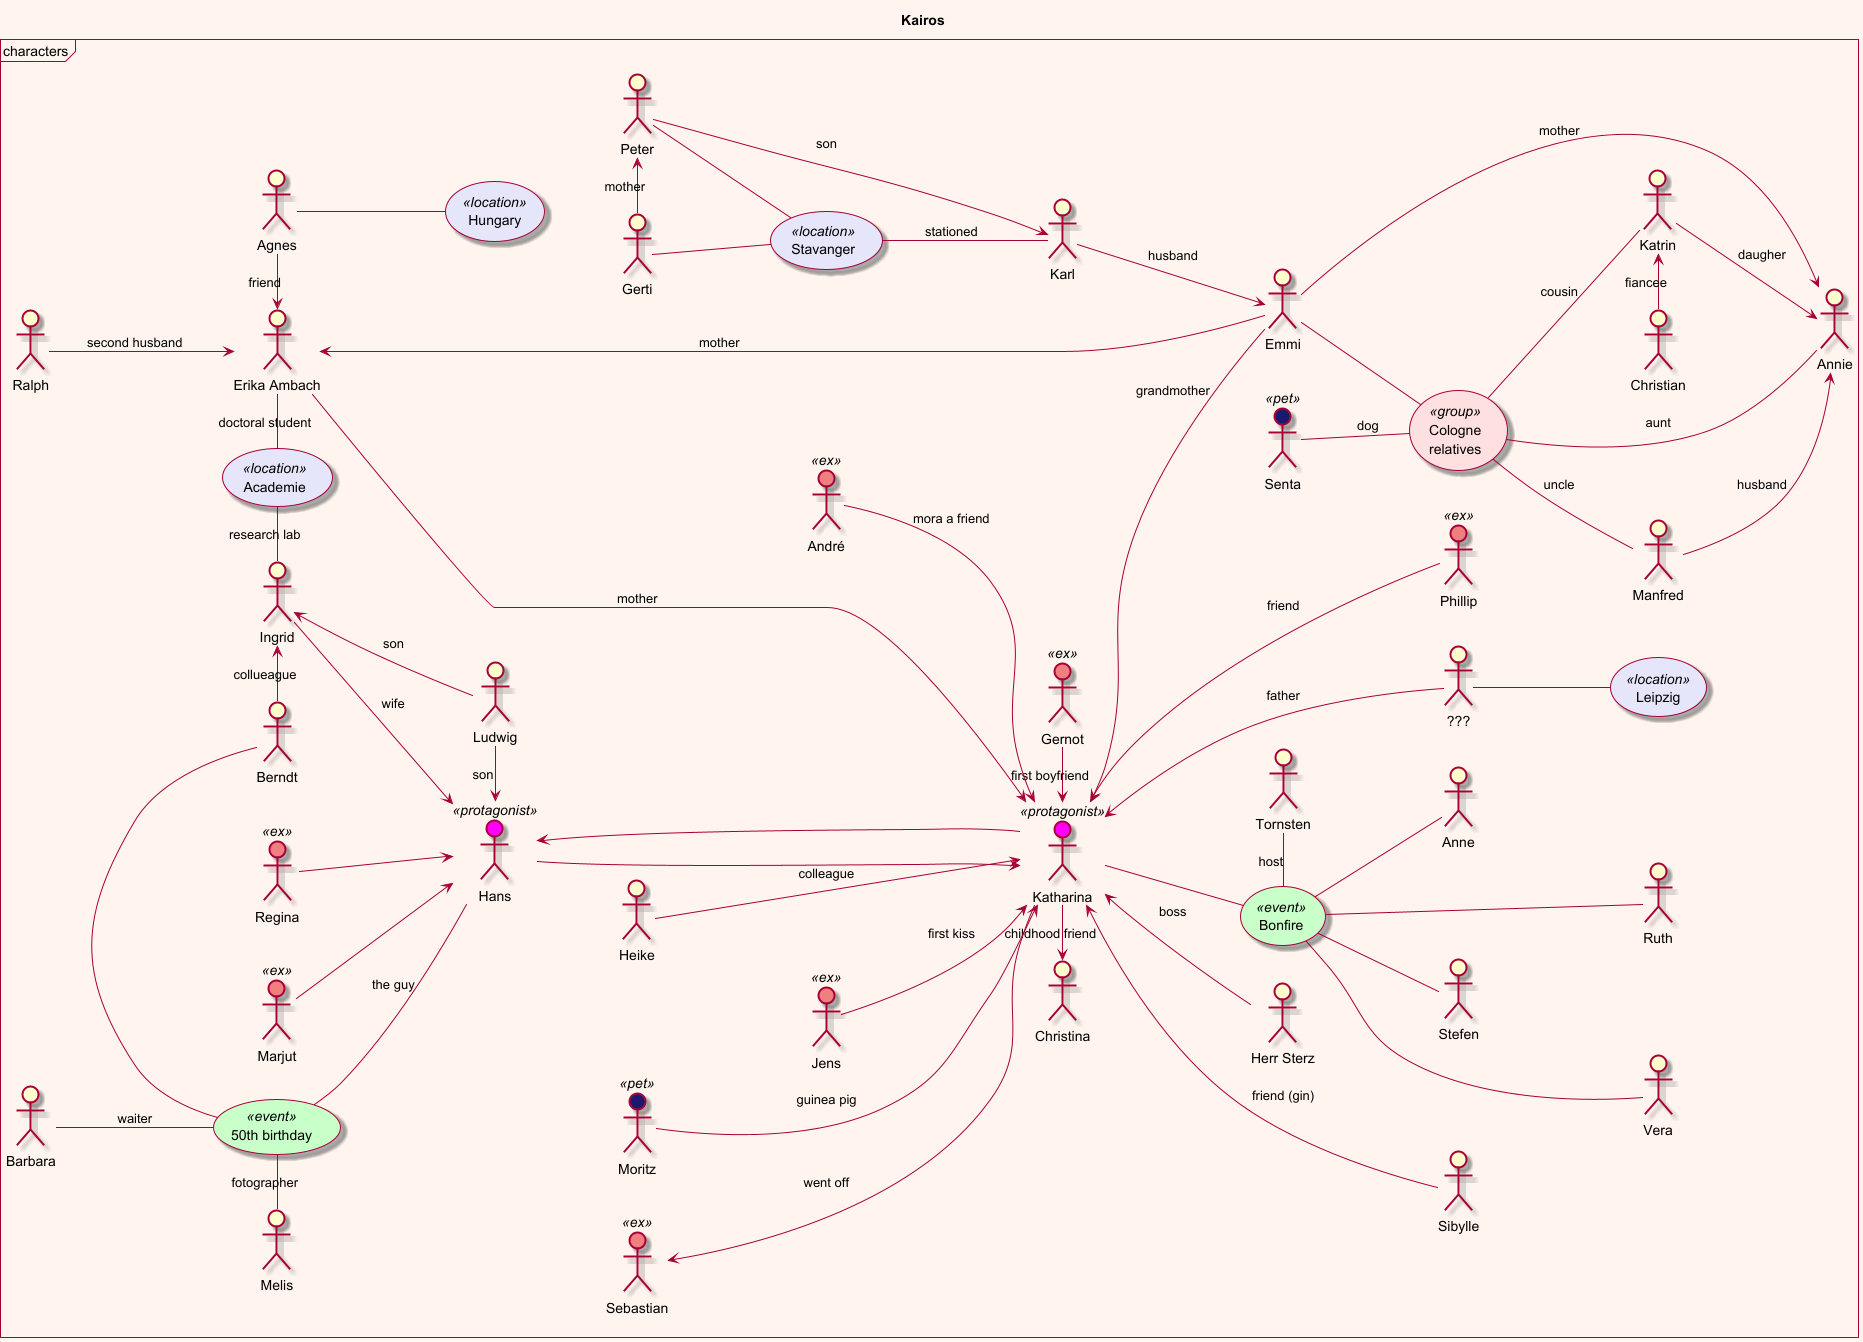 Kairos
characters
Peter
son
mother
mother
Agnes
«location»
Hungary
Gerti
«location»
Stavanger
stationed
Karl
husband
Katrin
daugher
fiancee
cousin
friend
Ralph
second husband
Erika Ambach
mother
Emmi
Christian
Annie
grandmother
doctoral student
«location»
Academie
«pet»
Senta
dog
«group»
Cologne
relatives
aunt
uncle
husband
«ex»
André
mora a friend
research lab
Ingrid
mother
«ex»
Phillip
friend
Manfred
son
collueague
wife
Ludwig
son
Berndt
«ex»
Gernot
first boyfriend
father
???
«location»
Leipzig
«protagonist»
Hans
«protagonist»
Katharina
Tornsten
host
Anne
«ex»
Regina
Heike
colleague
«event»
Bonfire
Ruth
boss
first kiss
childhood friend
«ex»
Marjut
the guy
«ex»
Jens
Christina
Herr Sterz
Stefen
«pet»
Moritz
guinea pig
friend (gin)
Vera
Barbara
waiter
«event»
50th birthday
fotographer
Melis
went off
«ex»
Sebastian
Sibylle